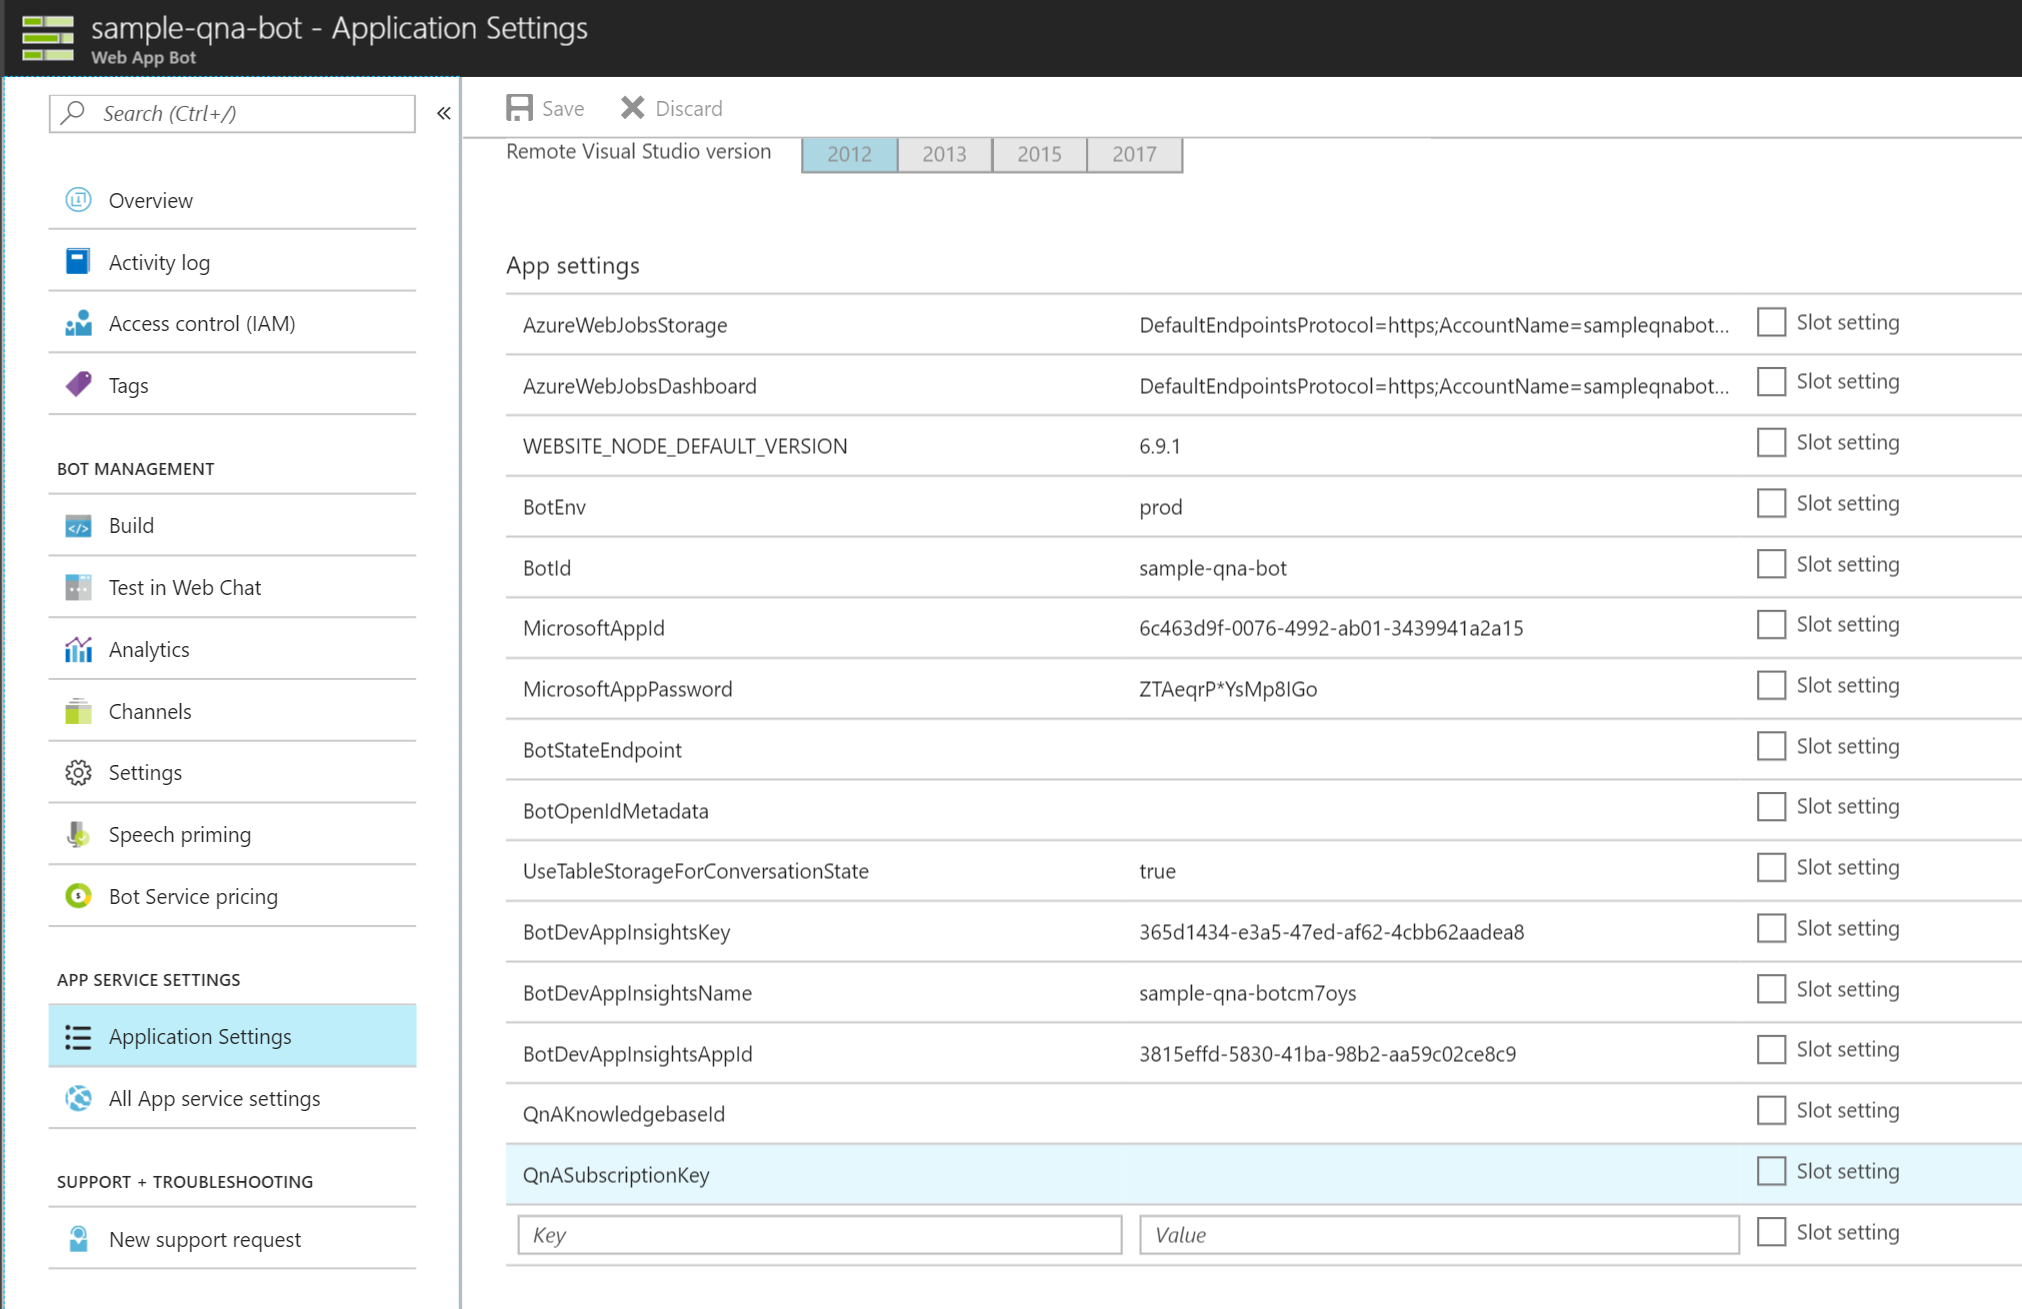 sample-qna-bot - Application Settings
Web App Bot
Search (Ctrl+/)
«
Overview
Activity log
Access control (IAM)
Tags
BOT MANAGEMENT
Build
Test in Web Chat
Analytics
Channels
Settings
Speech priming
Bot Service pricing
APP SERVICE SETTINGS
Application Settings
All App service settings
SUPPORT + TROUBLESHOOTING
New support request
Save Discard
Remote Visual Studio version 2012 2013 2015 2017
App settings
AzureWebJobsStorage DefaultEndpointsProtocol=https;AccountName=sampleqnabot... Slot setting
AzureWebJobsDashboard DefaultEndpointsProtocol=https;AccountName=sampleqnabot... Slot setting
WEBSITE_NODE_DEFAULT_VERSION 6.9.1 Slot setting
BotEnv prod Slot setting
BotId sample-qna-bot Slot setting
MicrosoftAppId 6c463d9f-0076-4992-ab01-3439941a2a15 Slot setting
MicrosoftAppPassword ZTAeqrP*YsMp8IGo Slot setting
BotStateEndpoint Slot setting
BotOpenIdMetadata Slot setting
UseTableStorageForConversationState true Slot setting
BotDevAppInsightsKey 365d1434-e3a5-47ed-af62-4cbb62aadea8 Slot setting
BotDevAppInsightsName sample-qna-botcm7oys Slot setting
BotDevAppInsightsAppId 3815effd-5830-41ba-98b2-aa59c02ce8c9 Slot setting
QnAKnowledgebaseId Slot setting
QnASubscriptionKey Slot setting
Key Value Slot setting